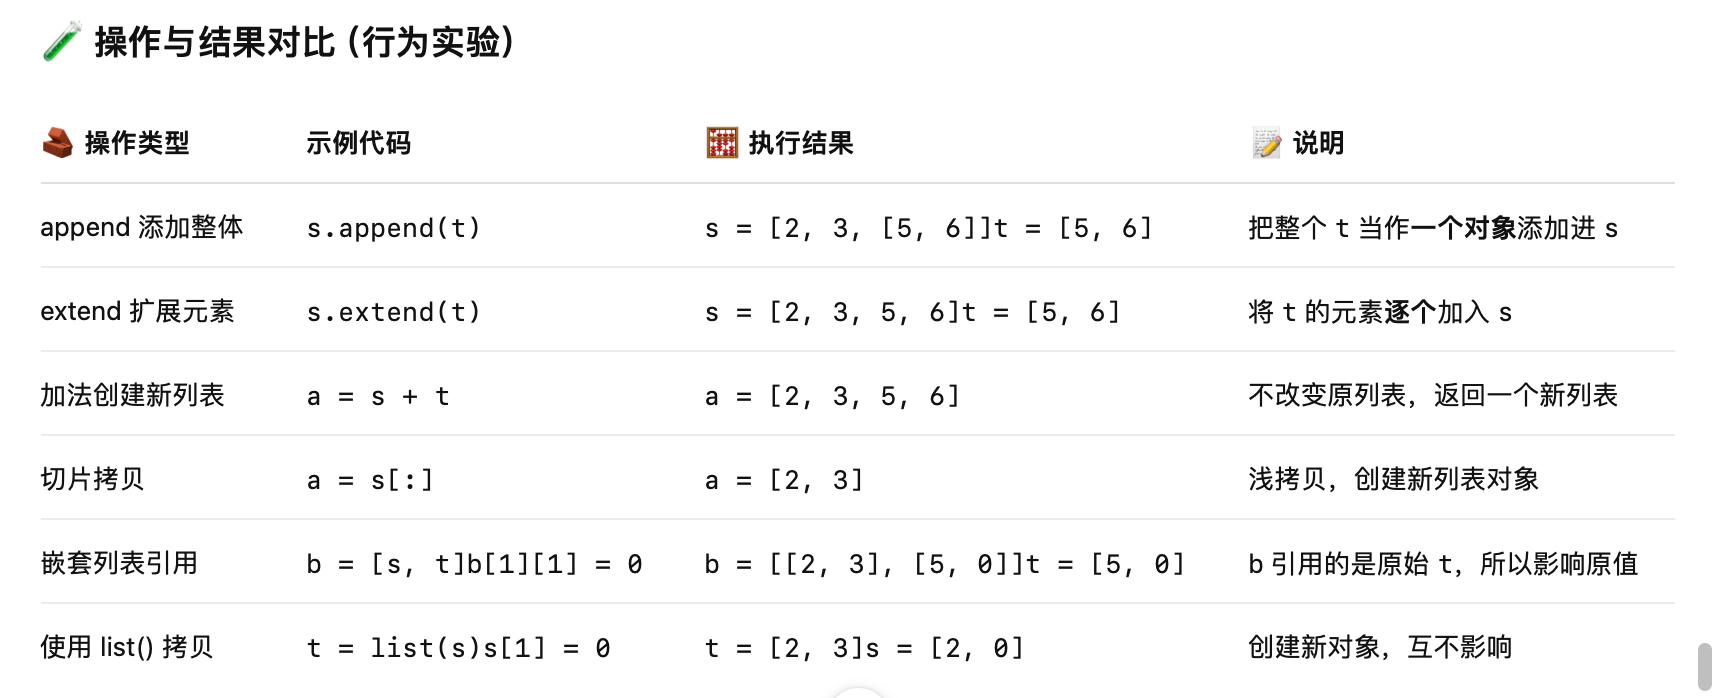 🧪 操作与结果对比（行为实验）
🧱 操作类型 示例代码 🧮 执行结果 📝 说明
append 添加整体 s.append(t) s = [2, 3, [5, 6]]t = [5, 6] 把整个 t 当作一个对象添加进 s
extend 扩展元素 s.extend(t) s = [2, 3, 5, 6]t = [5, 6] 将 t 的元素逐个加入 s
加法创建新列表 a = s + t a = [2, 3, 5, 6] 不改变原列表，返回一个新列表
切片拷贝 a = s[:] a = [2, 3] 浅拷贝，创建新列表对象
嵌套列表引用 b = [s, t]b[1][1] = 0 b = [[2, 3], [5, 0]]t = [5, 0] b 引用的是原始 t，所以影响原值
使用 list() 拷贝 t = list(s)s[1] = 0 t = [2, 3]s = [2, 0] 创建新对象，互不影响